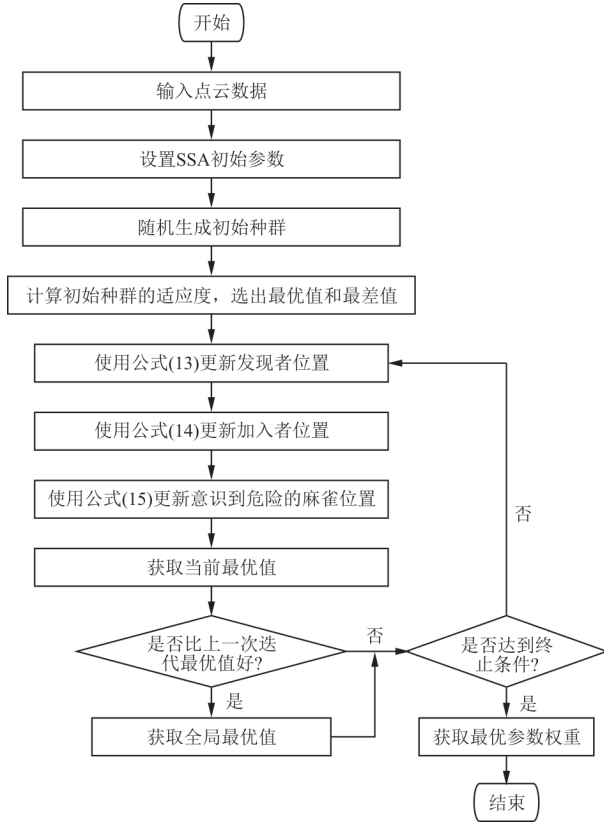 开始
输入点云数据
设置SSA初始参数
随机生成初始种群
计算初始种群的适应度，选出最优值和最差值
使用公式(13)更新发现者位置
使用公式(14)更新加入者位置
使用公式(15)更新意识到危险的麻雀位置
否
获取当前最优值
是否比上一次迭
代最优值好?
否
是否达到终
止条件?
是
是
获取全局最优值
获取最优参数权重
结束